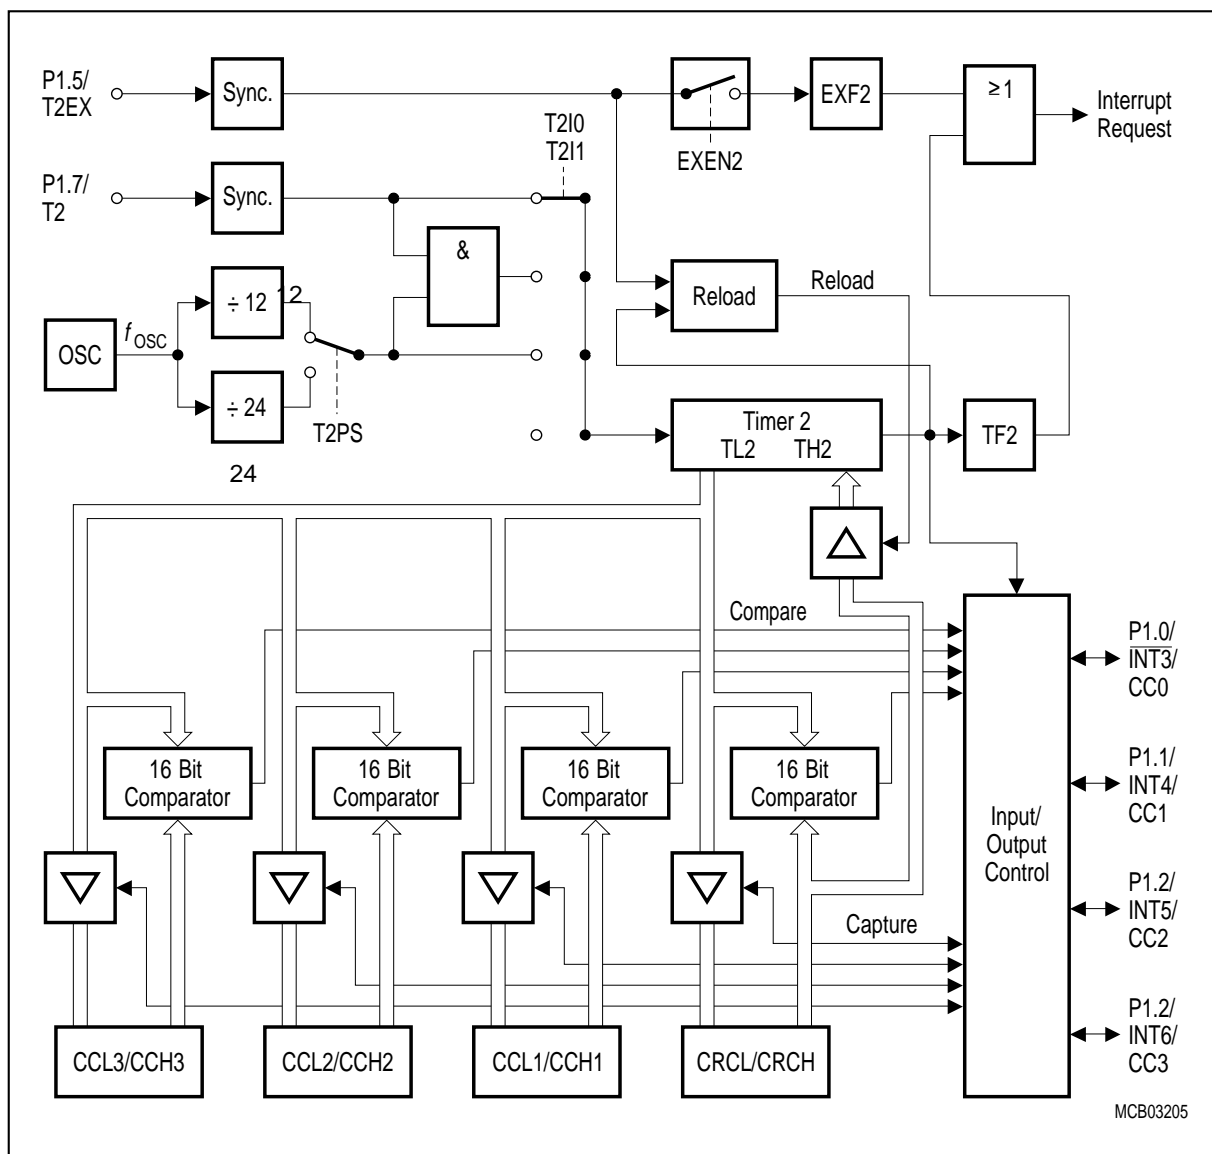 P1.5/
T2EX
Sync.
EXEN2
EXF2
≥1
Interrupt
Request
T2I0
T2I1
P1.7/
T2
Sync.
&
÷ 12
12
Reload
Reload
OSC
fOSC
÷ 24
T2PS
24
Timer 2
TL2 TH2
TF2
Compare
P1.0/
INT3/
CC0
16 Bit
Comparator
16 Bit
Comparator
16 Bit
Comparator
16 Bit
Comparator
P1.1/
INT4/
CC1
Input/
Output
Control
P1.2/
INT5/
CC2
Capture
P1.2/
INT6/
CC3
CCL3/CCH3
CCL2/CCH2
CCL1/CCH1
CRCL/CRCH
MCB03205